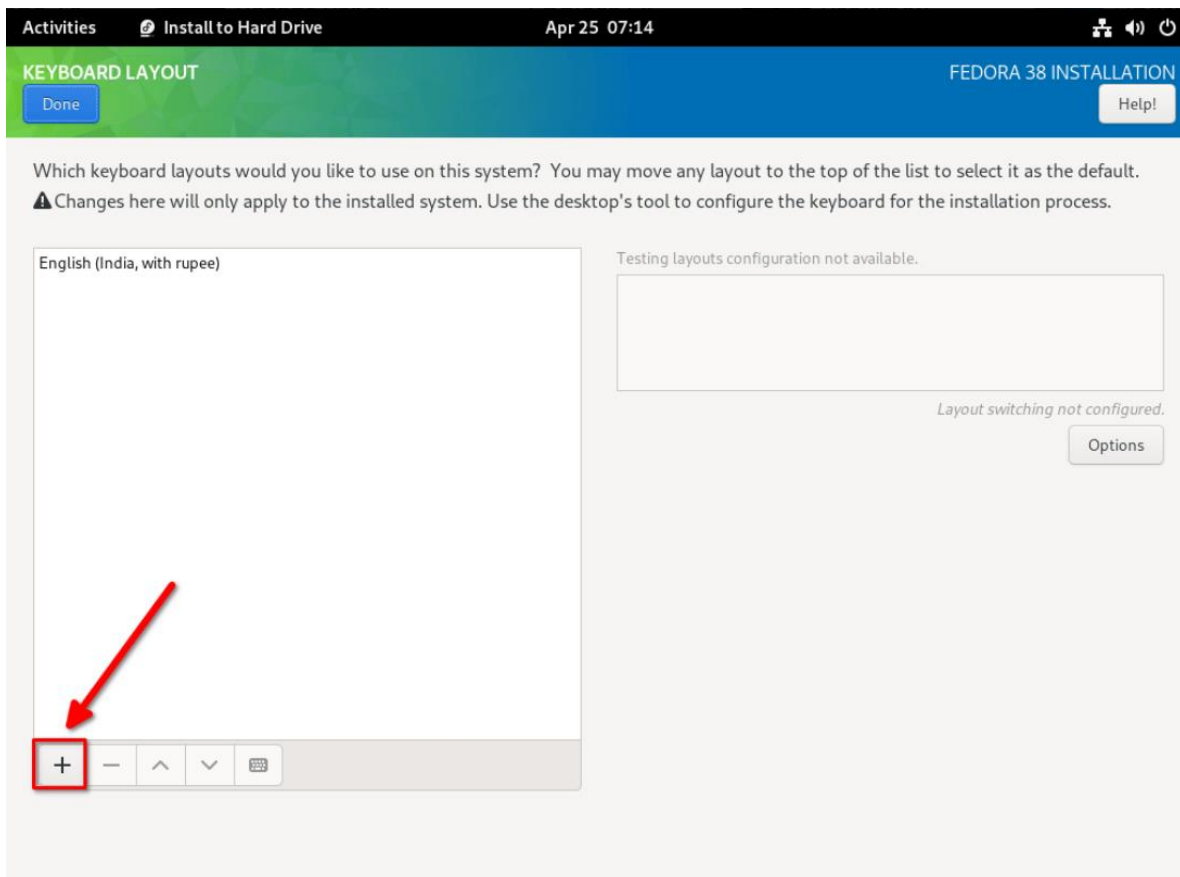 Activities Install to Hard Drive Apr 25 07:14
KEYBOARD LAYOUT FEDORA 38 INSTALLATION
Done Help!
Which keyboard layouts would you like to use on this system? You may move any layout to the top of the list to select it as the default.
Changes here will only apply to the installed system. Use the desktop's tool to configure the keyboard for the installation process.
English (India, with rupee)
Testing layouts configuration not available.
Layout switching not configured.
Options